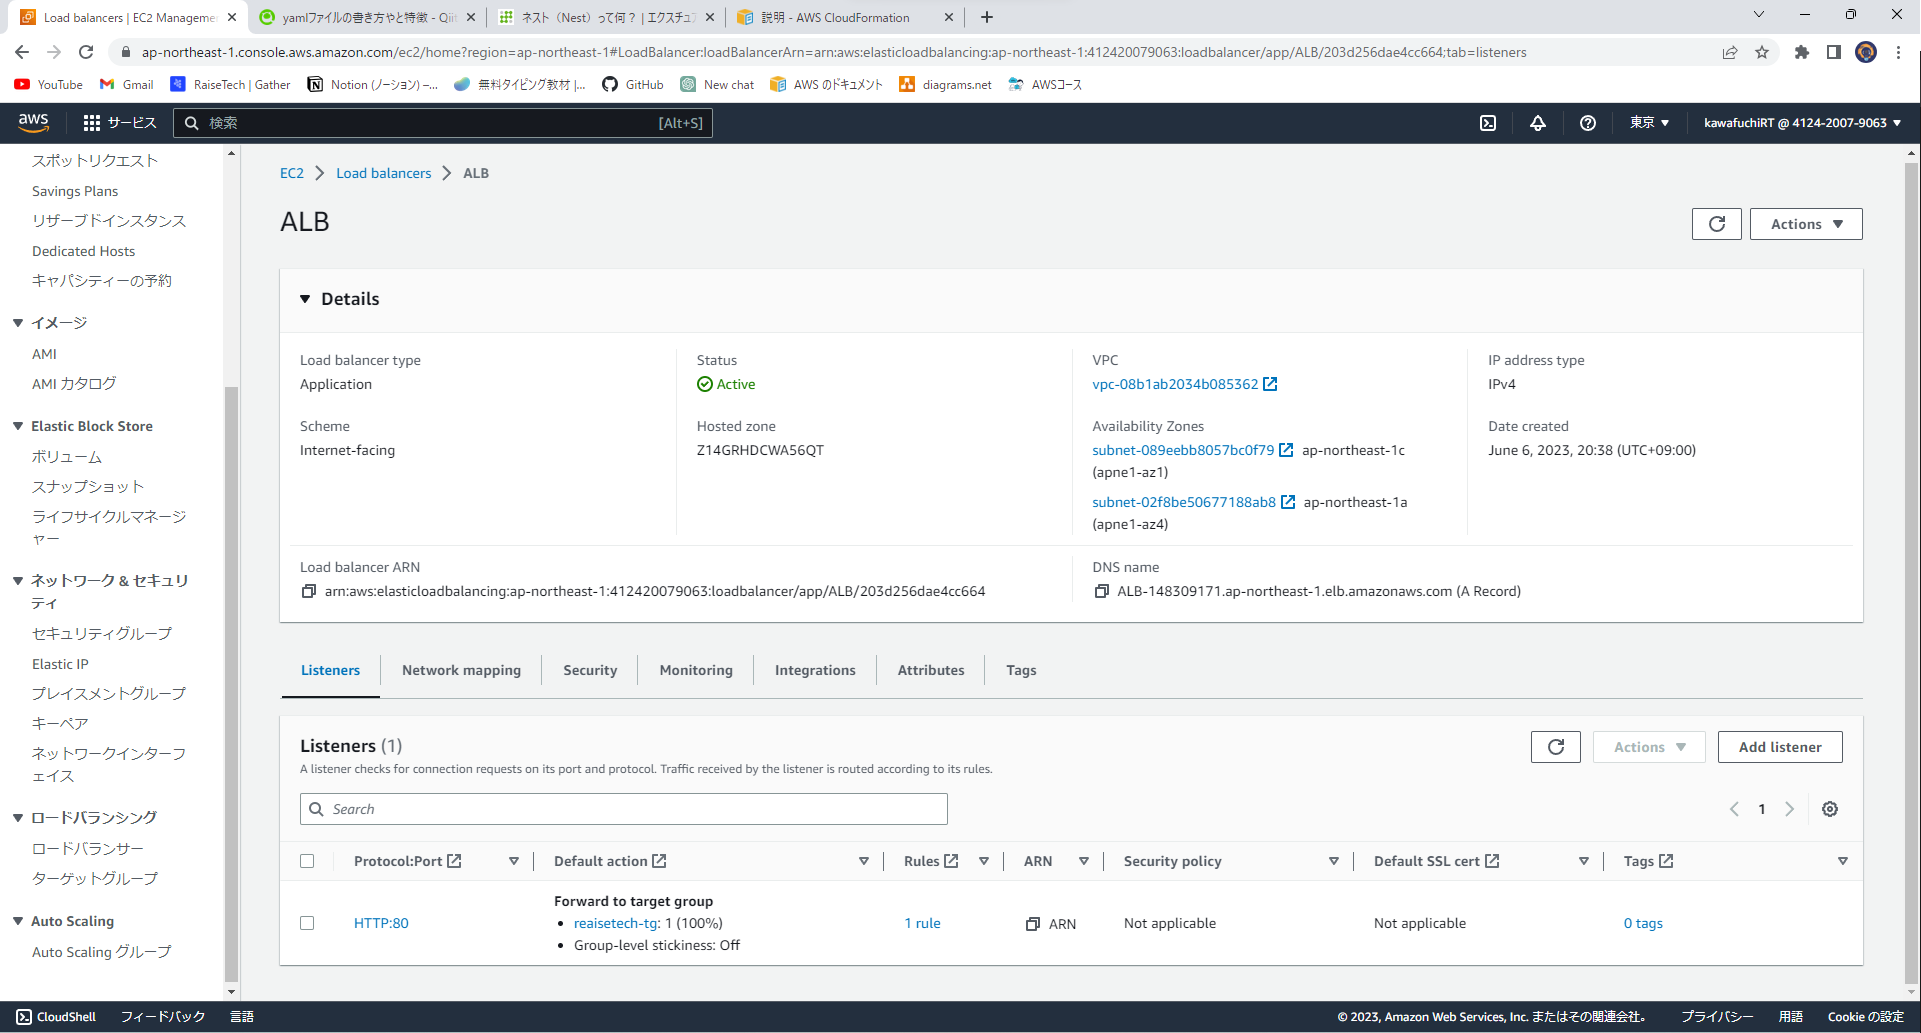 Load balancers | EC2 Manageme
yamlファイルの書き方やと特徴 - Qiit
ネスト（Nest）って何？ | エクスチュア
説明 - AWS CloudFormation
ap-northeast-1.console.aws.amazon.com/ec2/home?region=ap-northeast-1#LoadBalancer:loadBalancerArn=arn:aws:elasticloadbalancing:ap-northeast-1:412420079063:loadbalancer/app/ALB/203d256dae4cc664;tab=listeners
YouTube
Gmail
RaiseTech | Gather
Notion (ノーション) –...
無料タイピング教材 |...
GitHub
New chat
AWS のドキュメント
diagrams.net
AWSコース
aws
サービス
検索
[Alt+S]
東京
kawafuchiRT @ 4124-2007-9063
スポットリクエスト
Savings Plans
リザーブドインスタンス
Dedicated Hosts
キャパシティーの予約
イメージ
AMI
AMI カタログ
Elastic Block Store
ボリューム
スナップショット
ライフサイクルマネージ
ャー
ネットワーク & セキュリ
ティ
セキュリティグループ
Elastic IP
プレイスメントグループ
キーペア
ネットワークインターフ
ェイス
ロードバランシング
ロードバランサー
ターゲットグループ
Auto Scaling
Auto Scaling グループ
EC2
Load balancers
ALB
ALB
Actions
Details
Load balancer type
Application
Status
Active
VPC
vpc-08b1ab2034b085362
IP address type
IPv4
Scheme
Internet-facing
Hosted zone
Z14GRHDCWA56QT
Availability Zones
subnet-089eebb8057bc0f79 ap-northeast-1c
(apne1-az1)
subnet-02f8be50677188ab8 ap-northeast-1a
(apne1-az4)
Date created
June 6, 2023, 20:38 (UTC+09:00)
Load balancer ARN
arn:aws:elasticloadbalancing:ap-northeast-1:412420079063:loadbalancer/app/ALB/203d256dae4cc664
DNS name
ALB-148309171.ap-northeast-1.elb.amazonaws.com (A Record)
Listeners
Network mapping
Security
Monitoring
Integrations
Attributes
Tags
Listeners (1)
A listener checks for connection requests on its port and protocol. Traffic received by the listener is routed according to its rules.
Actions
Add listener
Search
1
Protocol:Port
Default action
Rules
ARN
Security policy
Default SSL cert
Tags
HTTP:80
Forward to target group
• reaisetech-tg: 1 (100%)
• Group-level stickiness: Off
1 rule
ARN
Not applicable
Not applicable
0 tags
CloudShell
フィードバック
言語
© 2023, Amazon Web Services, Inc. またはその関連会社。
プライバシー
用語
Cookie の設定